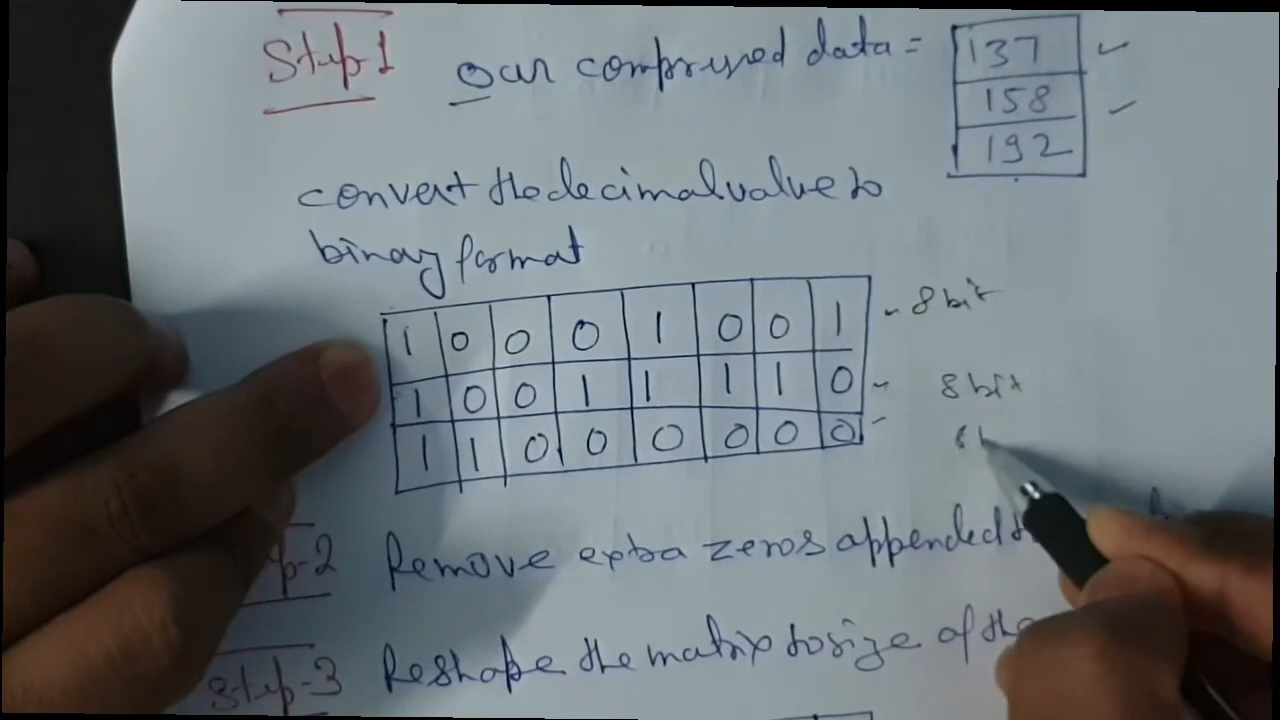 Step-1 our compressed data = 137
158
192
convert the decimal value to
binary format
1 0 0 0 1 0 0 1 - 8 bit
1 0 0 1 1 1 1 0 - 8 bit
1 1 0 0 0 0 0 0 - 8
p-2 Remove extra zeros appended
Step-3 Reshape the matrix to size of the